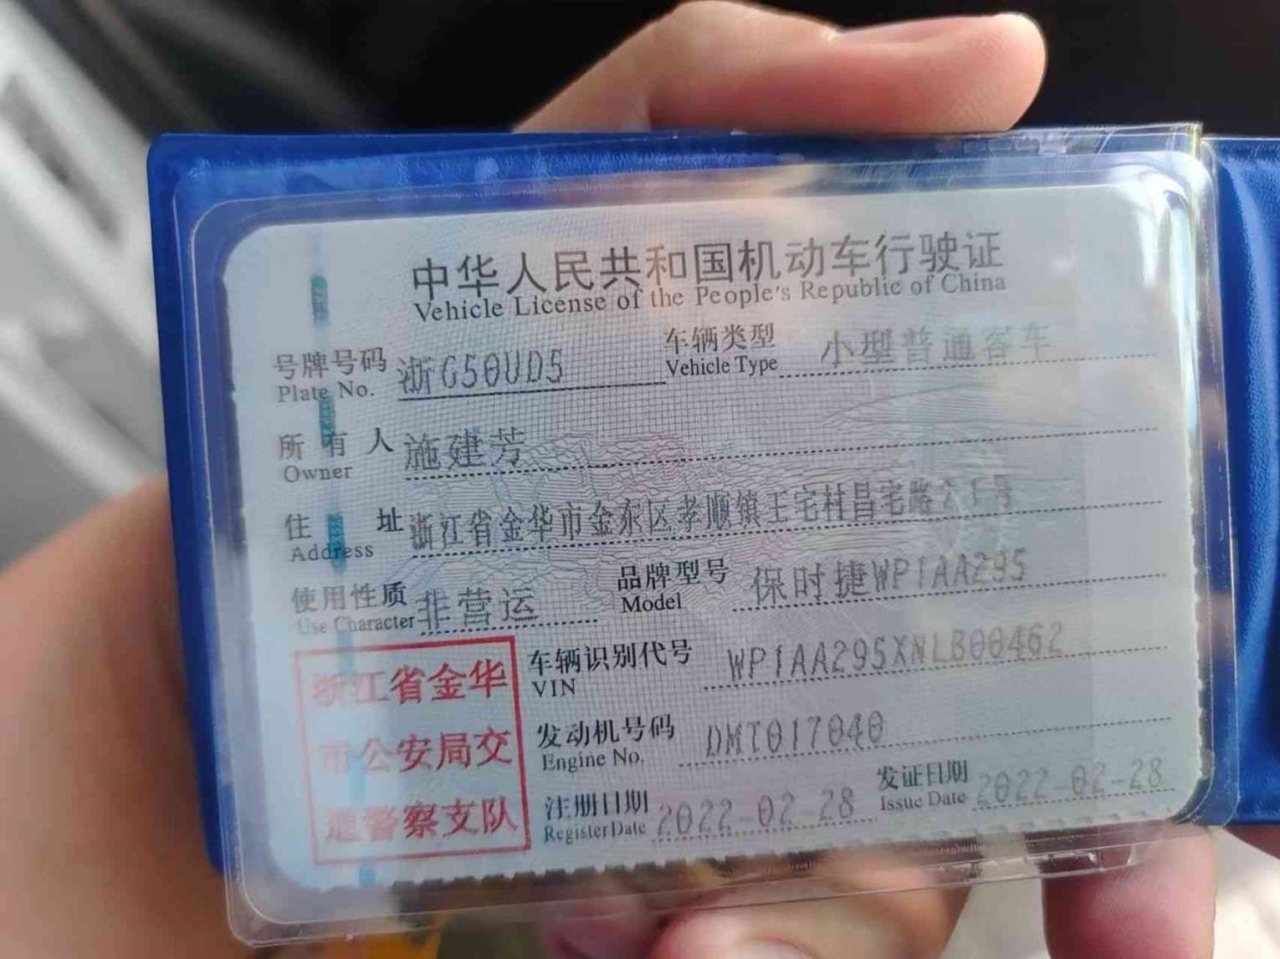 中华人民共和国机动车行驶证
Vehicle License of the People's Republic of China
号牌号码 浙G50UD5 车辆类型 小型普通客车
Plate No. Vehicle Type
所有人 施建芳
Owner
住址 浙江省金华市金东区孝顺镇王宅村昌宅路
Address
使用性质 非营运 品牌型号 保时捷WP1AA295
Use Character Model
浙江省金华
市公安局交
通警察支队
车辆识别代号 WP1AA295XNLB00462
VIN
发动机号码 DMT017040
Engine No.
注册日期 2022-02-28 发证日期 2022-02-28
Register Date Issue Date